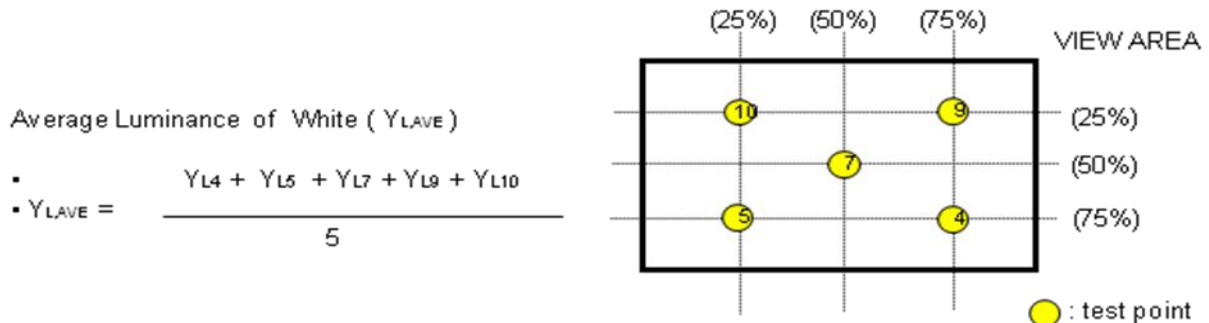 (25%) (50%) (75%)
VIEW AREA
10 9 (25%)
Average Luminance of White ( YLAVE )
7 (50%)
▪
YL4 + YL5 + YL7 + YL9 + YL10
▪ YLAVE =
5
5 4 (75%)
: test point